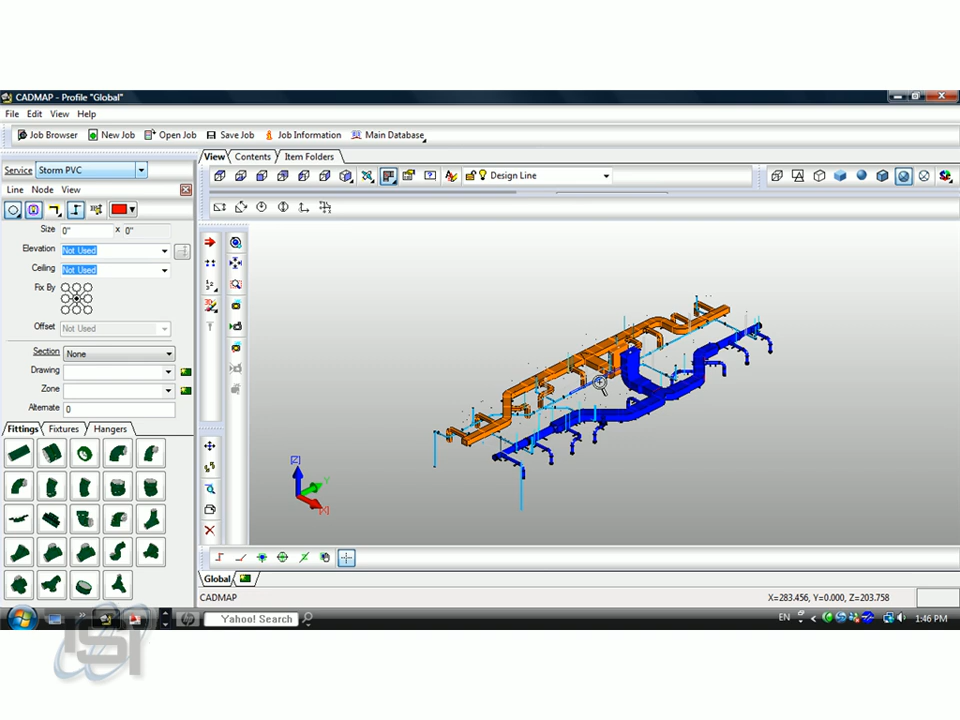 CADMAP - Profile "Global"
File Edit View Help
Job Browser New Job Open Job Save Job Job Information Main Database
View Contents Item Folders
Service Storm PVC
Design Line
Line Node View
Size 0" x 0"
Elevation Not Used
Ceiling Not Used
Fix By
Offset Not Used
Section None
Drawing
Zone
Alternate 0
Fittings Fixtures Hangers
[Z]
Y
[X]
Global
CADMAP X=283.456, Y=0.000, Z=203.758
Yahoo! Search EN 1:46 PM
ISI